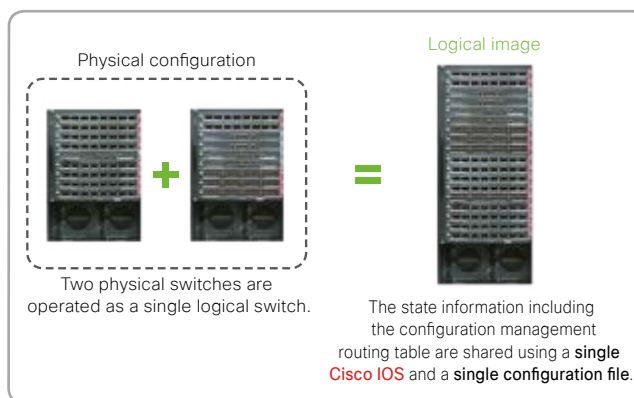 Physical configuration
Two physical switches are
operated as a single logical switch.
Logical image
The state information including
the configuration management
routing table are shared using a single
Cisco IOS and a single configuration file.